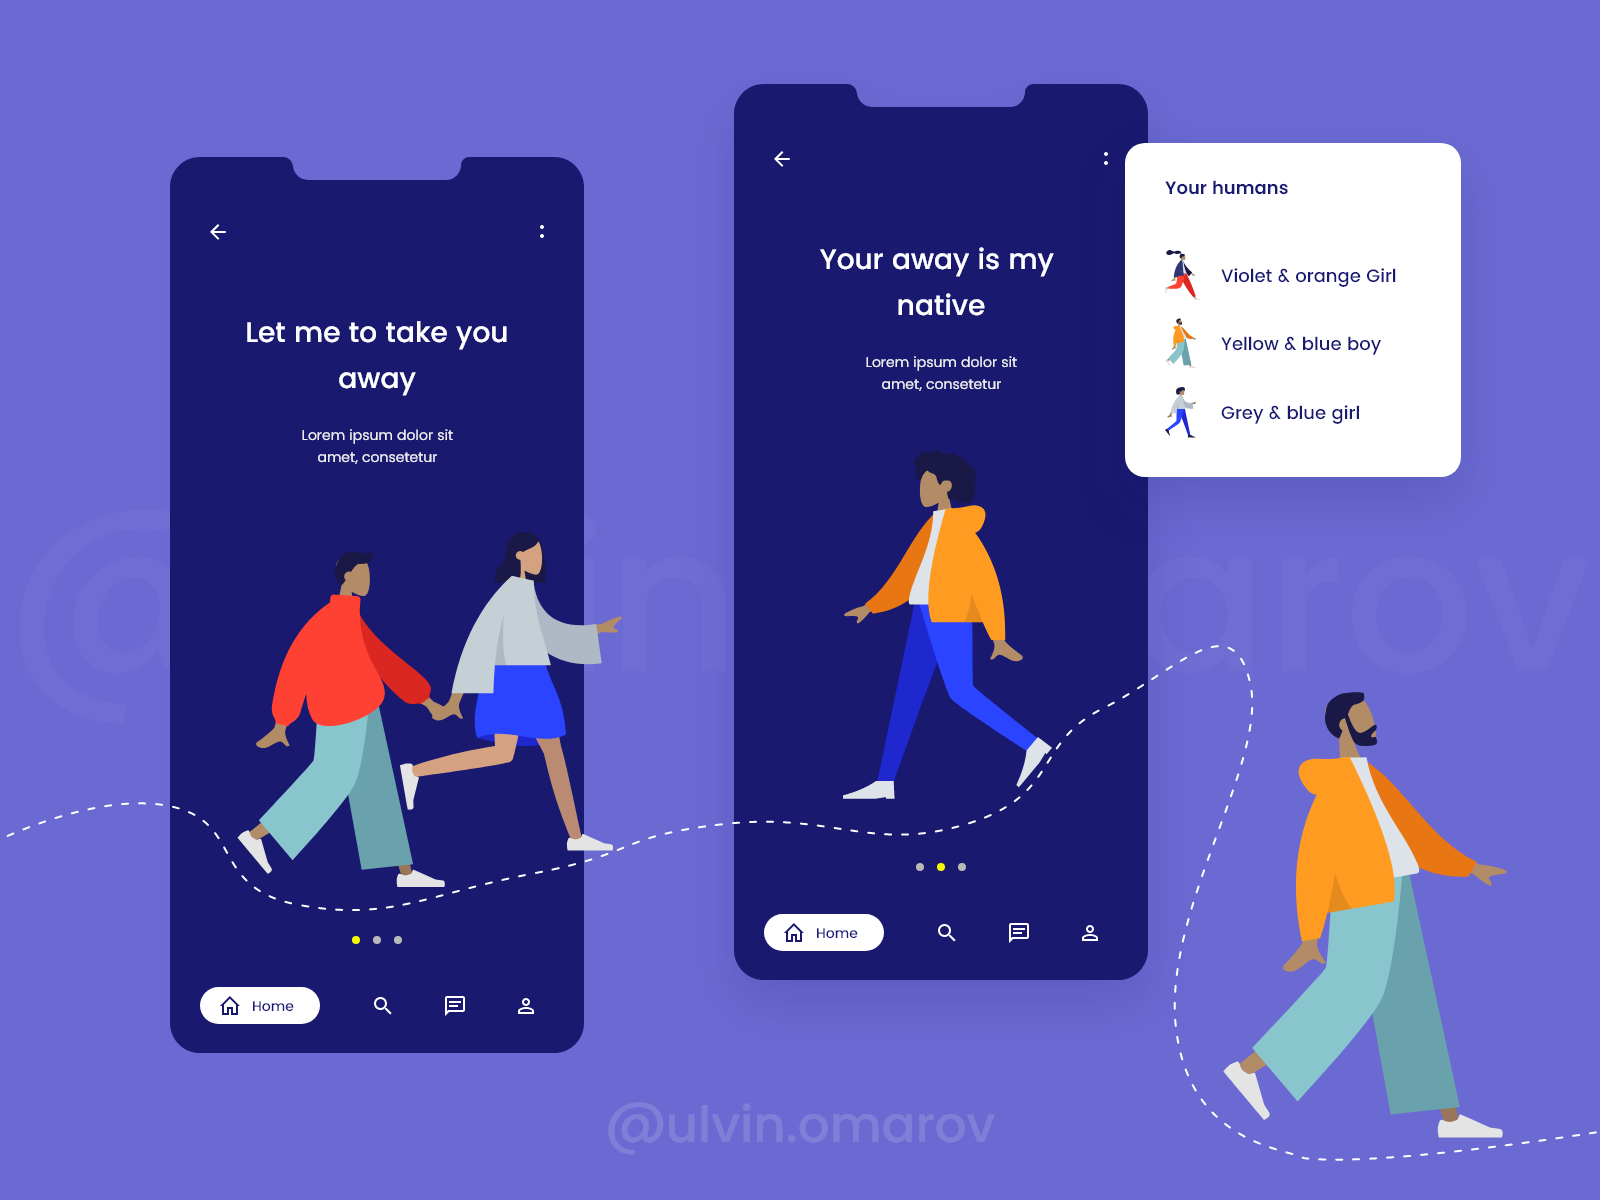 Let me to take you
away
Lorem ipsum dolor sit
amet, consetetur
Home
Your away is my
native
Lorem ipsum dolor sit
amet, consetetur
Home
Your humans
Violet & orange Girl
Yellow & blue boy
Grey & blue girl
@ulvin.omarov